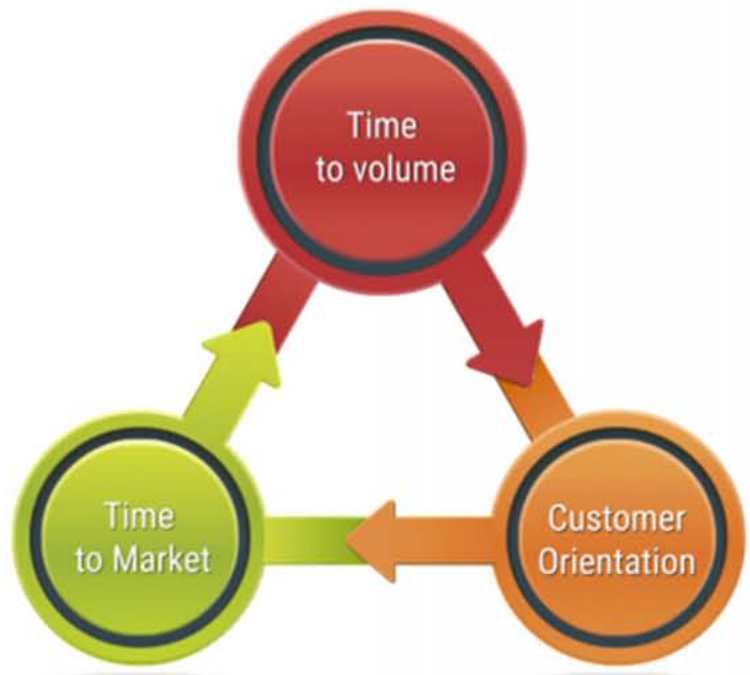 Time
to volume
Time
to Market
Customer
Orientation